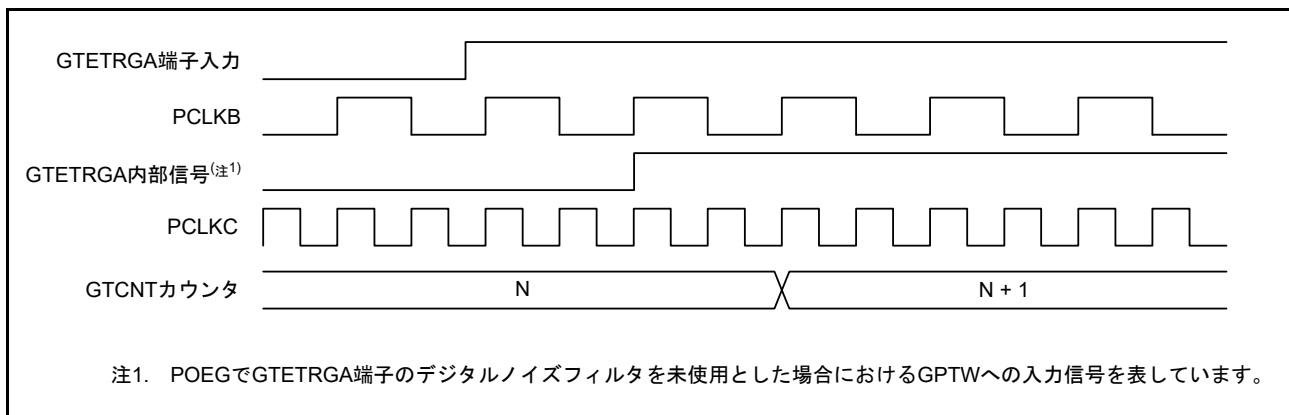 GTETRGA端子入力
PCLKB
GTETRGA内部信号(注1)
PCLKC
GTCNTカウンタ
N
N + 1
注1. POEGでGTETRGA端子のデジタルノイズフィルタを未使用とした場合におけるGPTWへの入力信号を表しています。